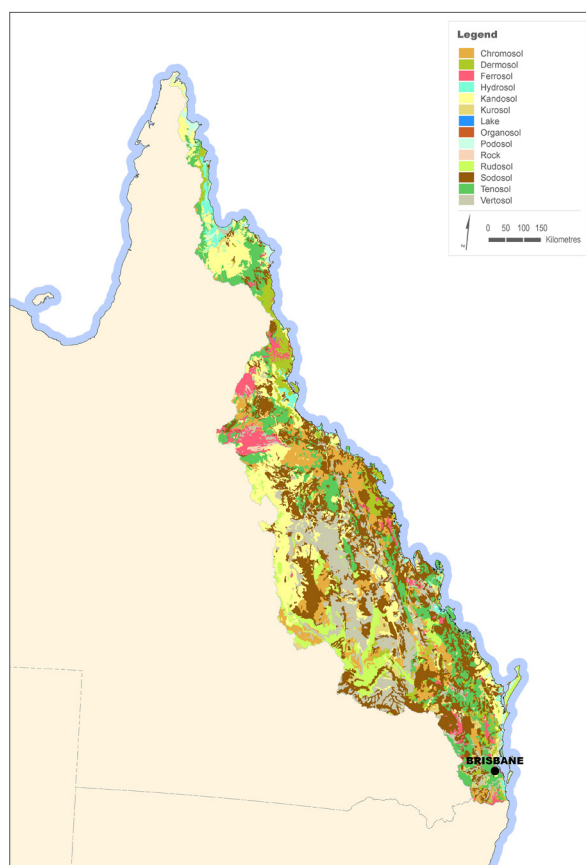 Legend
Chromosol
Dermosol
Ferrosol
Hydrosol
Kandosol
Kurosol
Lake
Organosol
Podosol
Rock
Rudosol
Sodosol
Tenosol
Vertosol
N
0 50 100 150
Kilometres
BRISBANE